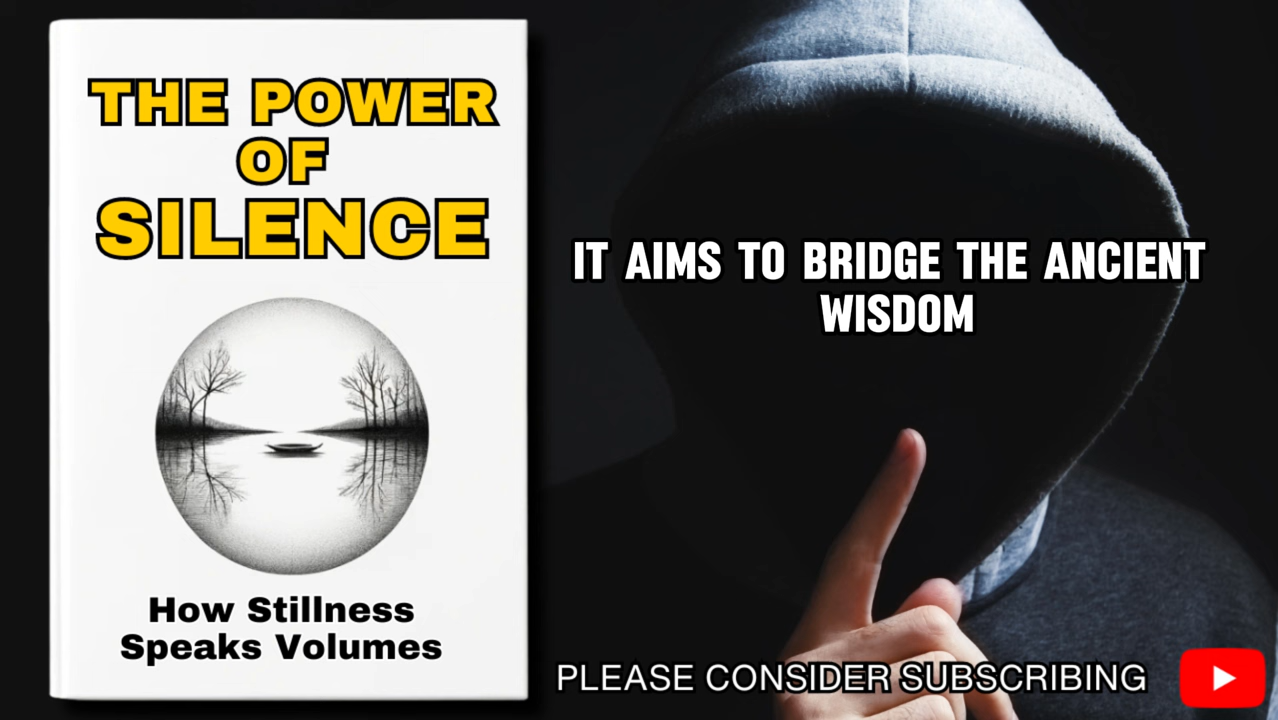 THE POWER
OF
SILENCE
How Stillness
Speaks Volumes
IT AIMS TO BRIDGE THE ANCIENT
WISDOM
PLEASE CONSIDER SUBSCRIBING